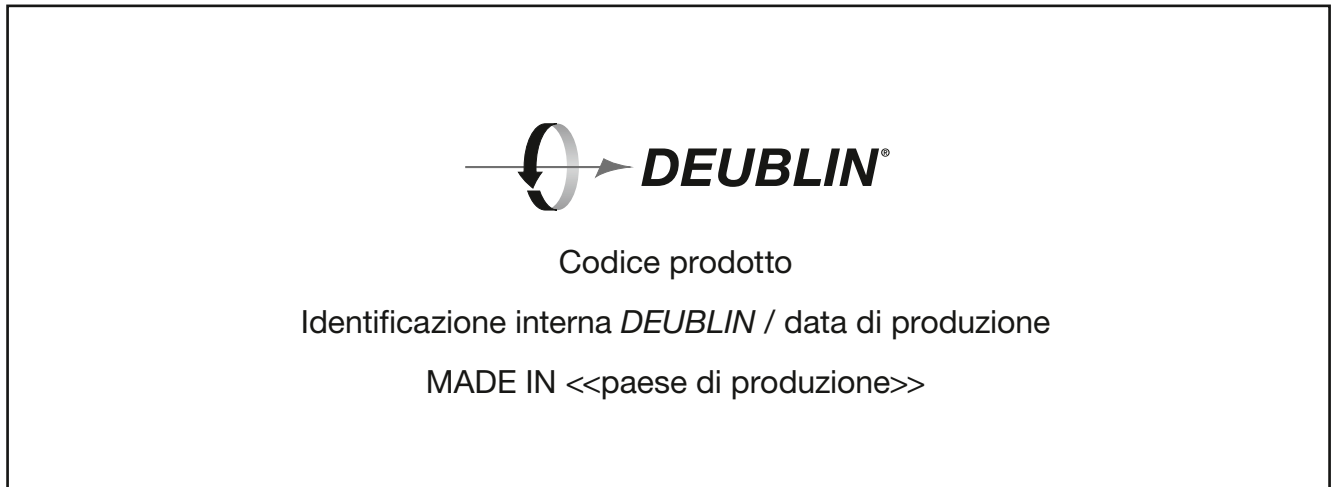 DEUBLIN®
Codice prodotto
Identificazione interna DEUBLIN / data di produzione
MADE IN <<paese di produzione>>